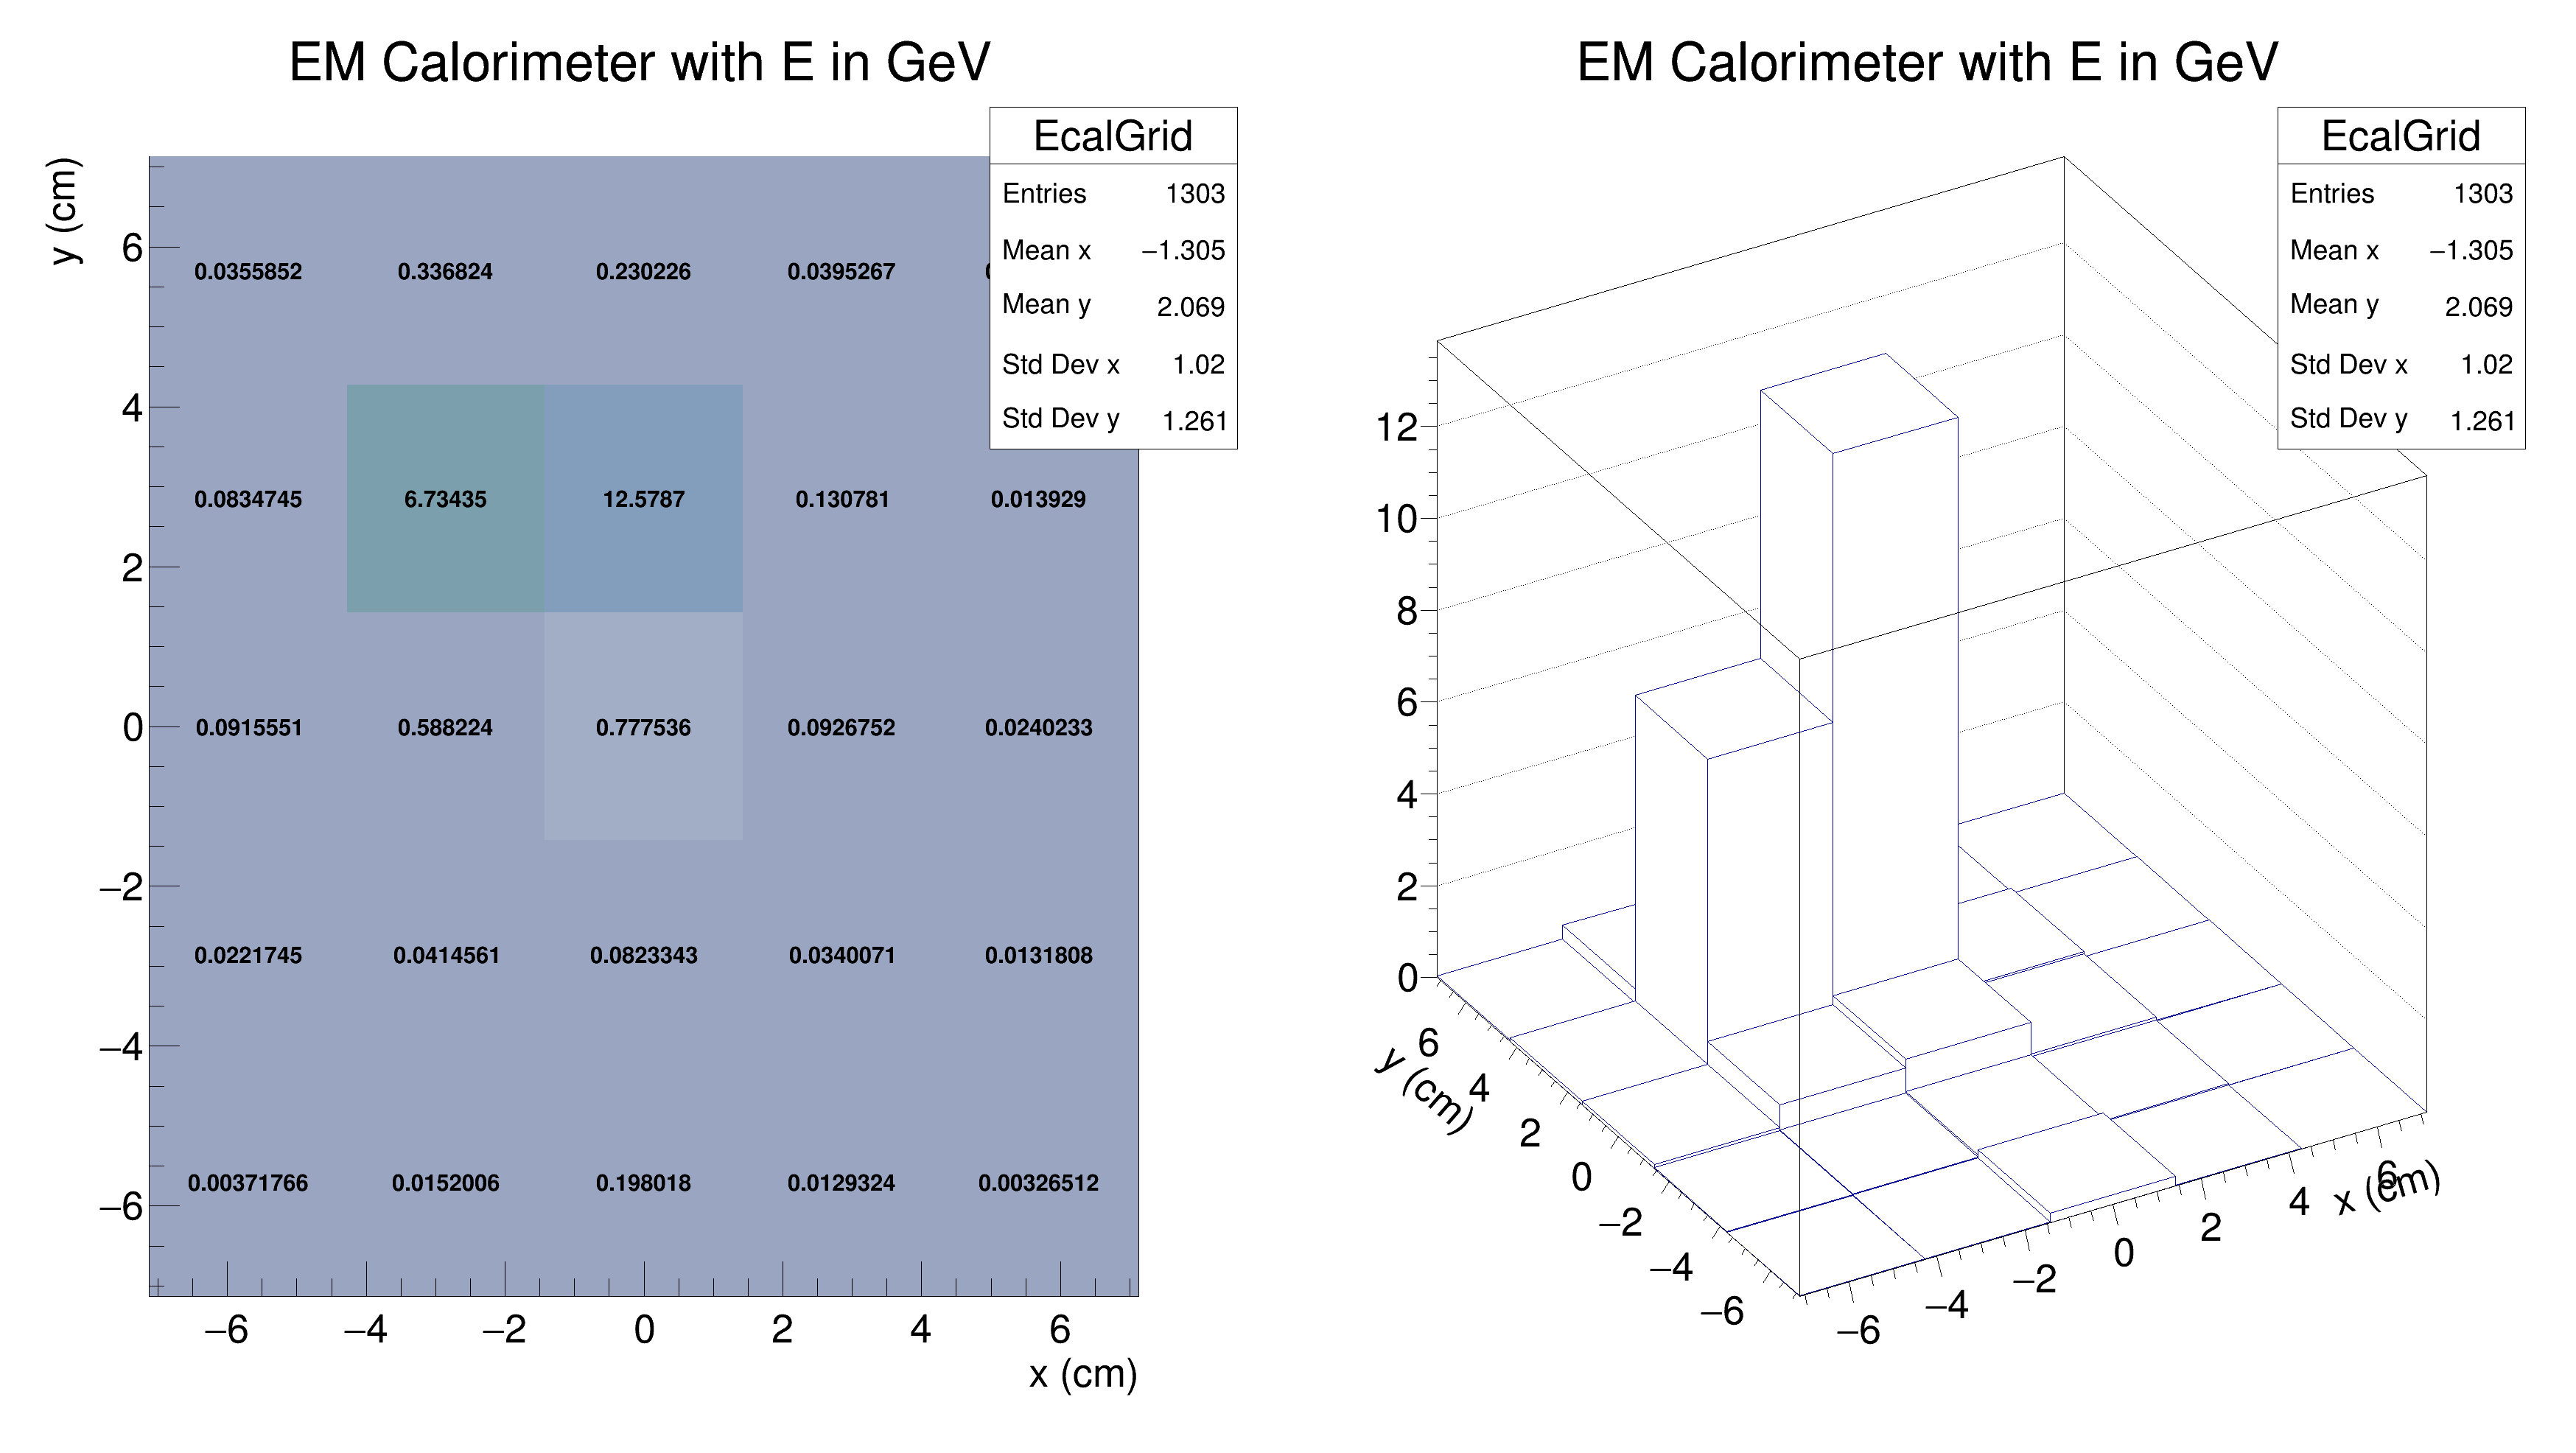 EM Calorimeter with E in GeV
EcalGrid
Entries 1303
Mean x −1.305
Mean y 2.069
Std Dev x 1.02
Std Dev y 1.261
y (cm)
6
4
2
0
−2
−4
−6
0.0355852 0.336824 0.230226 0.0395267
0.0834745 6.73435 12.5787 0.130781 0.013929
0.0915551 0.588224 0.777536 0.0926752 0.0240233
0.0221745 0.0414561 0.0823343 0.0340071 0.0131808
0.00371766 0.0152006 0.198018 0.0129324 0.00326512
−6 −4 −2 0 2 4 6
x (cm)
EM Calorimeter with E in GeV
EcalGrid
Entries 1303
Mean x −1.305
Mean y 2.069
Std Dev x 1.02
Std Dev y 1.261
12
10
8
6
4
2
0
6
4
2
0
−2
−4
−6
y (cm)
−6 −4 −2 0 2 4 6
x (cm)